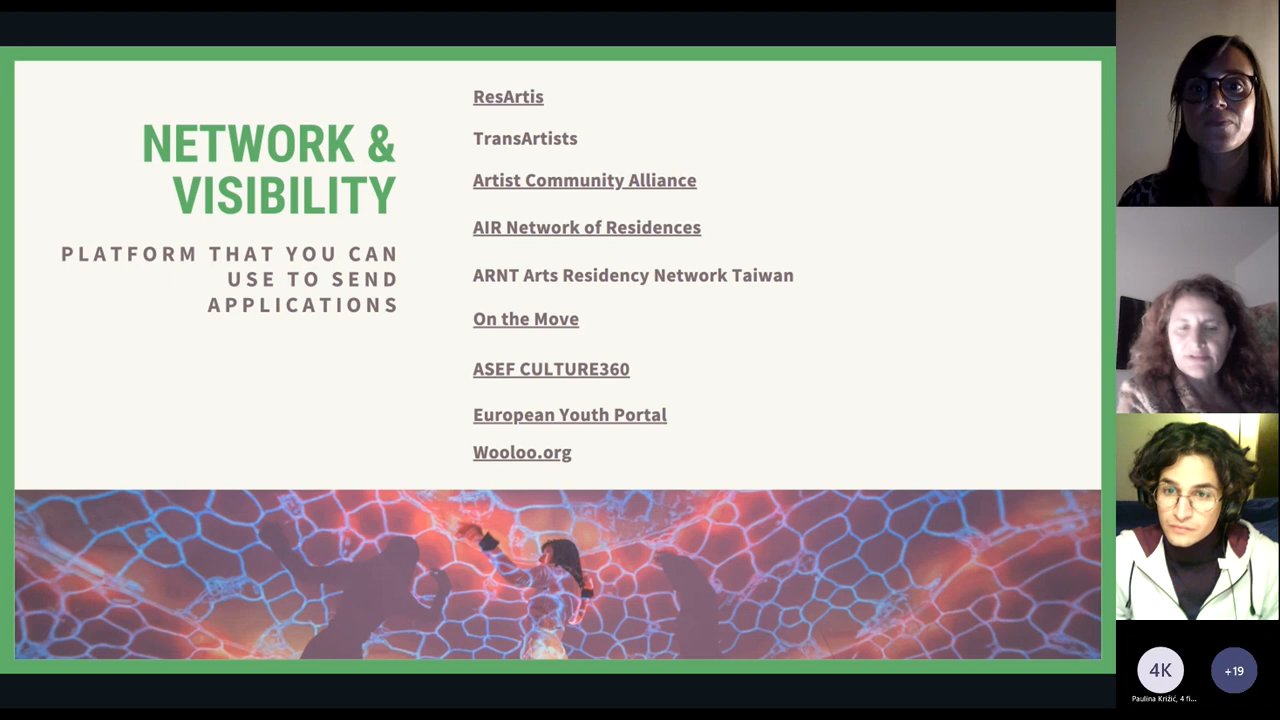 NETWORK &
VISIBILITY
PLATFORM THAT YOU CAN
USE TO SEND
APPLICATIONS
ResArtis
TransArtists
Artist Community Alliance
AIR Network of Residences
ARNT Arts Residency Network Taiwan
On the Move
ASEF CULTURE360
European Youth Portal
Wooloo.org
4K
+19
Paulina Križić, 4 fi...